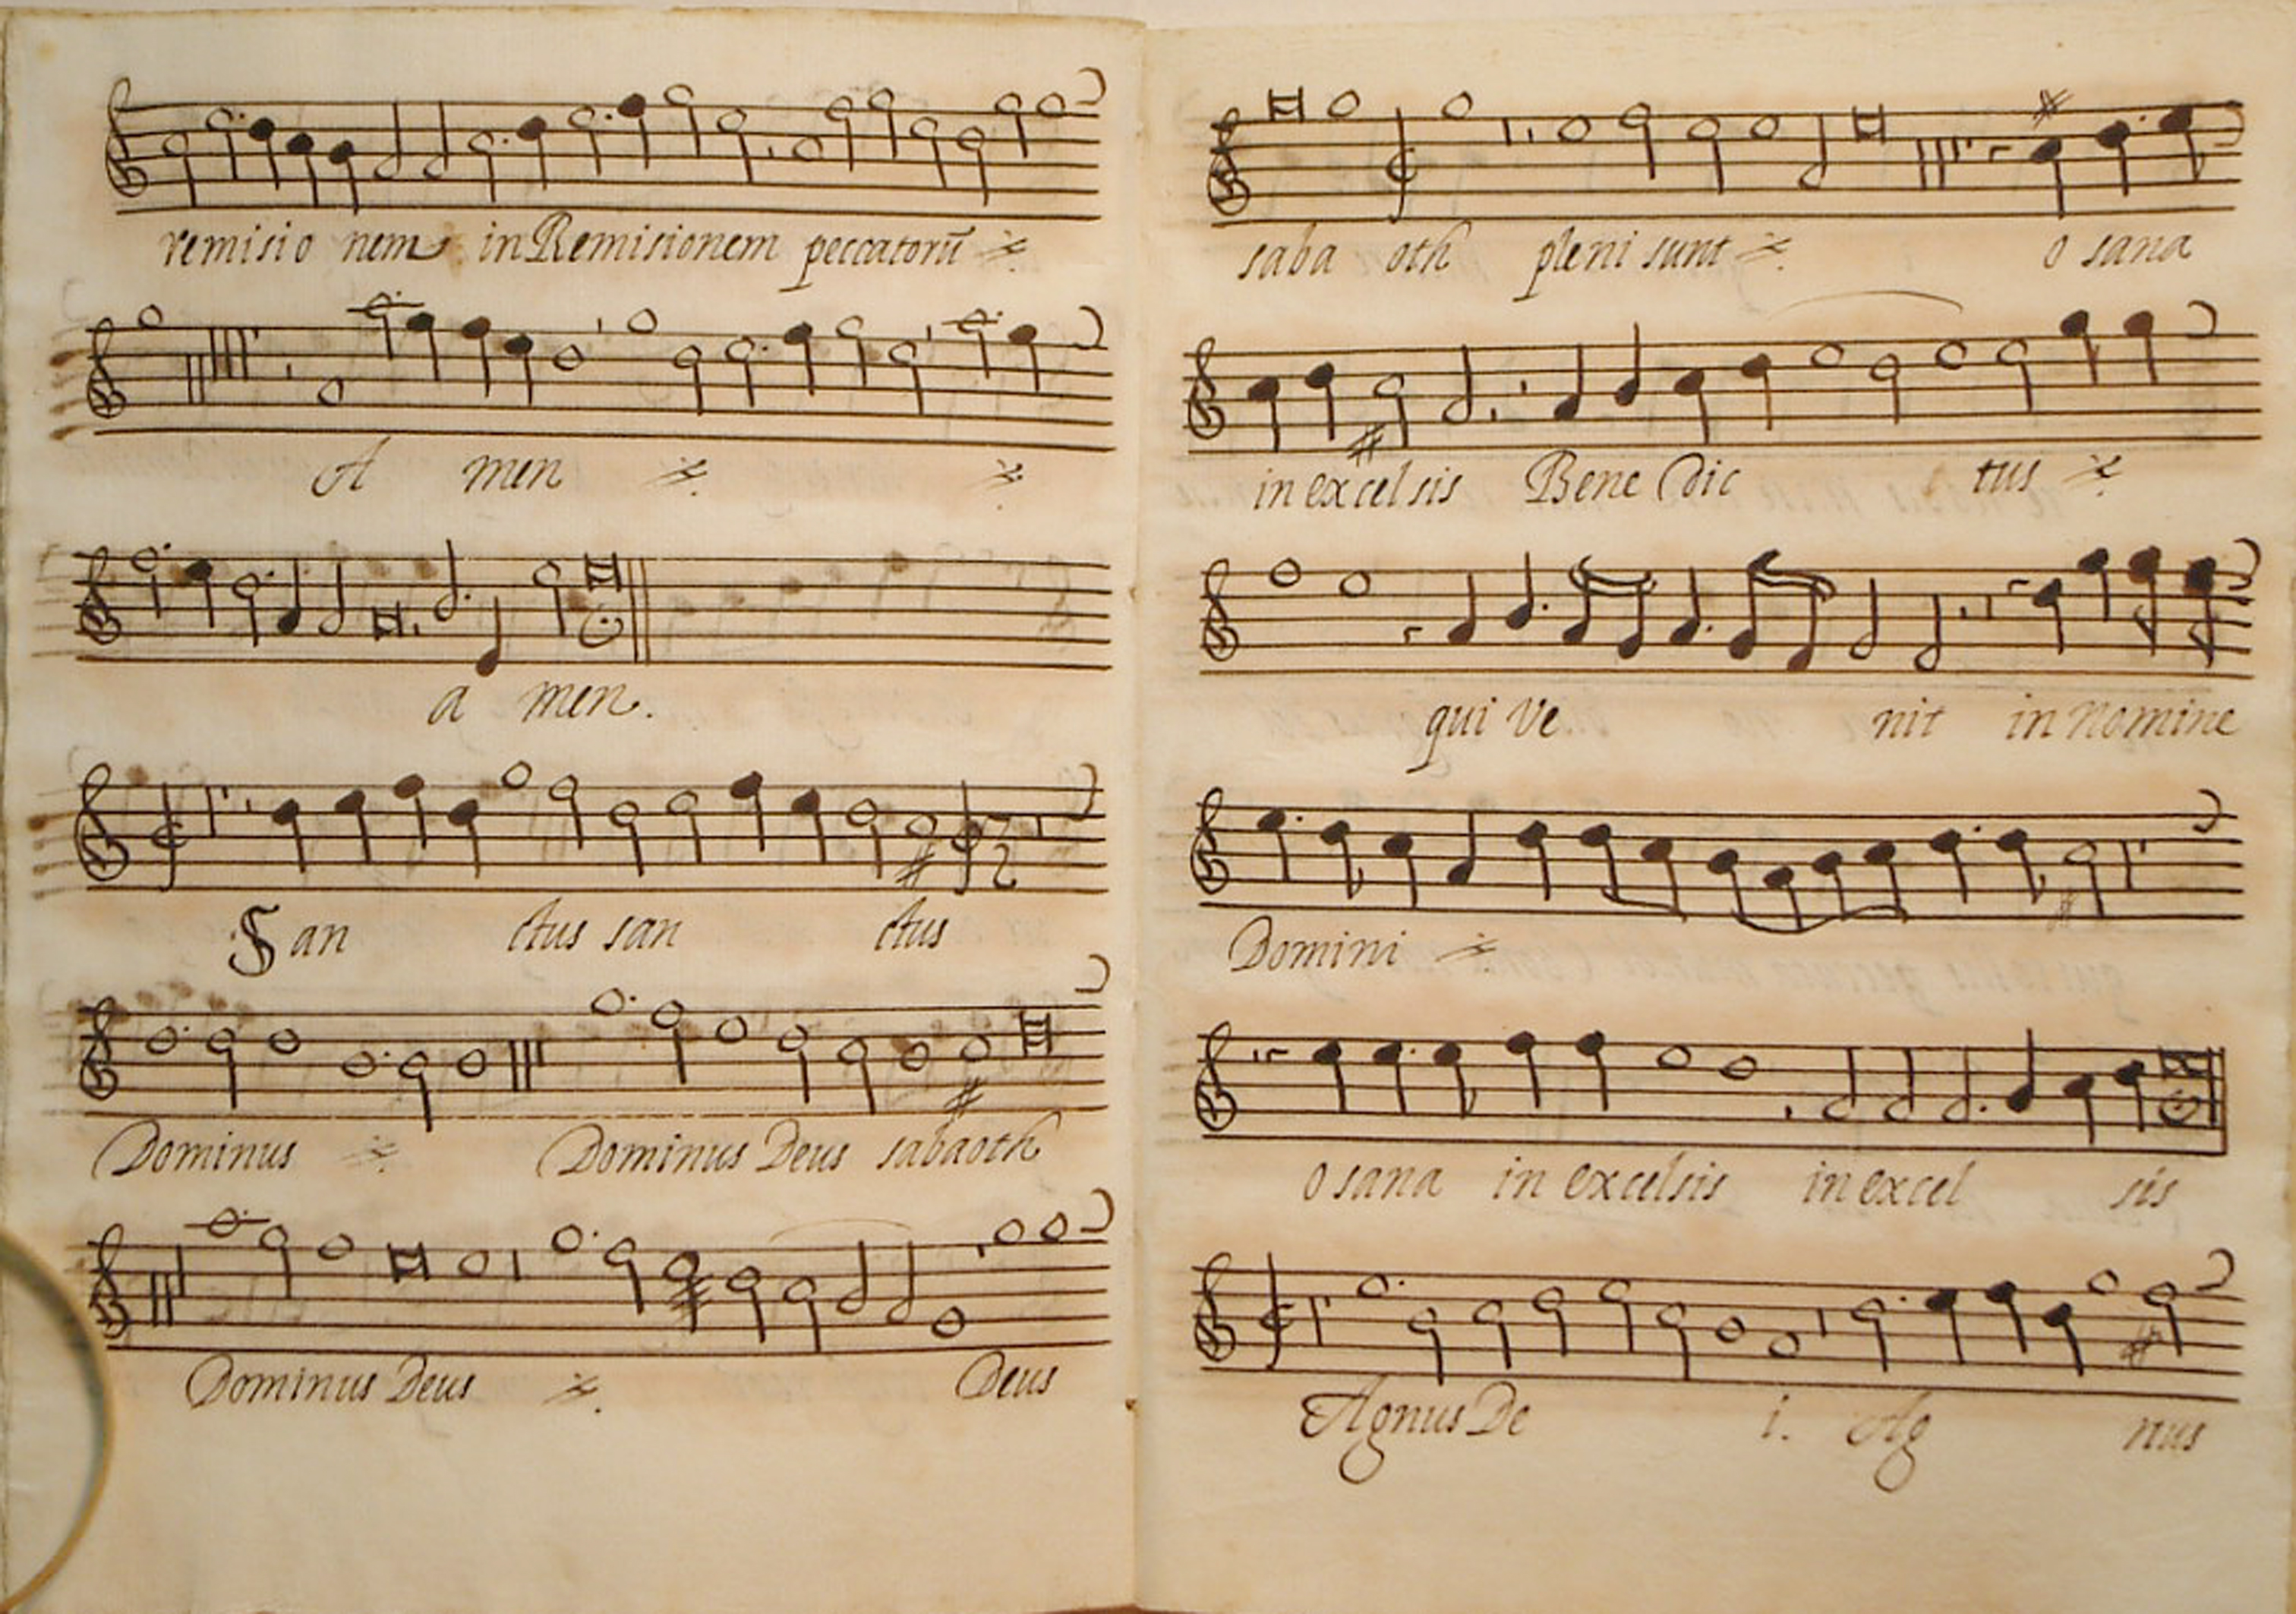 remisio nem in Remisionem peccatorū
A men
a men.
San ctus san ctus
Dominus Dominus Deus sabaoth
Dominus Deus Deus
saba oth pleni sunt o sana
in excelsis Bene dic tus
qui ve nit in nomine
Domini
o sana in excelsis in excel sis
Agnus De i. Ag nus